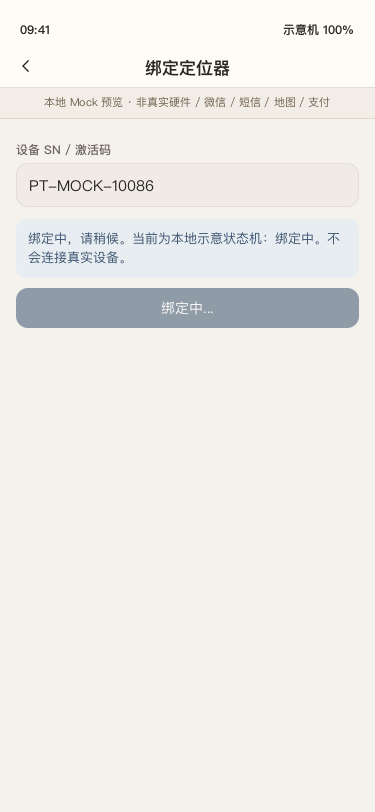 09:41 示意机 100%
绑定定位器
本地 Mock 预览 · 非真实硬件 / 微信 / 短信 / 地图 / 支付
设备 SN / 激活码
PT-MOCK-10086
绑定中，请稍候。当前为本地示意状态机：绑定中。不
会连接真实设备。
绑定中…